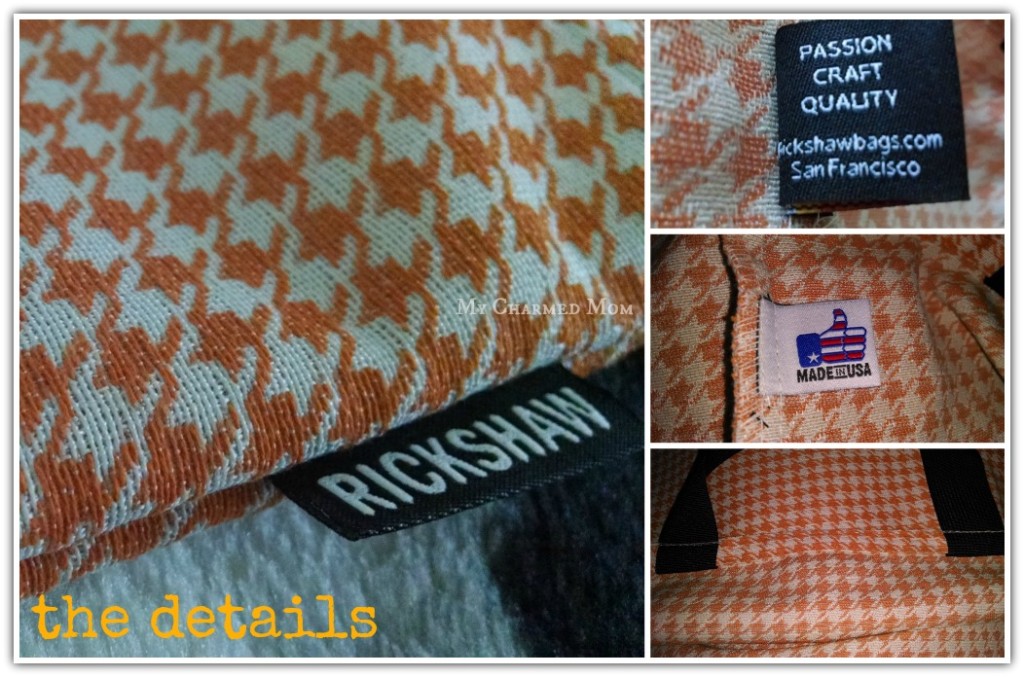 MY CHARMED MOM
RICKSHAW
the details
PASSION
CRAFT
QUALITY
ickshawbags.com
San Francisco
MADE IN USA